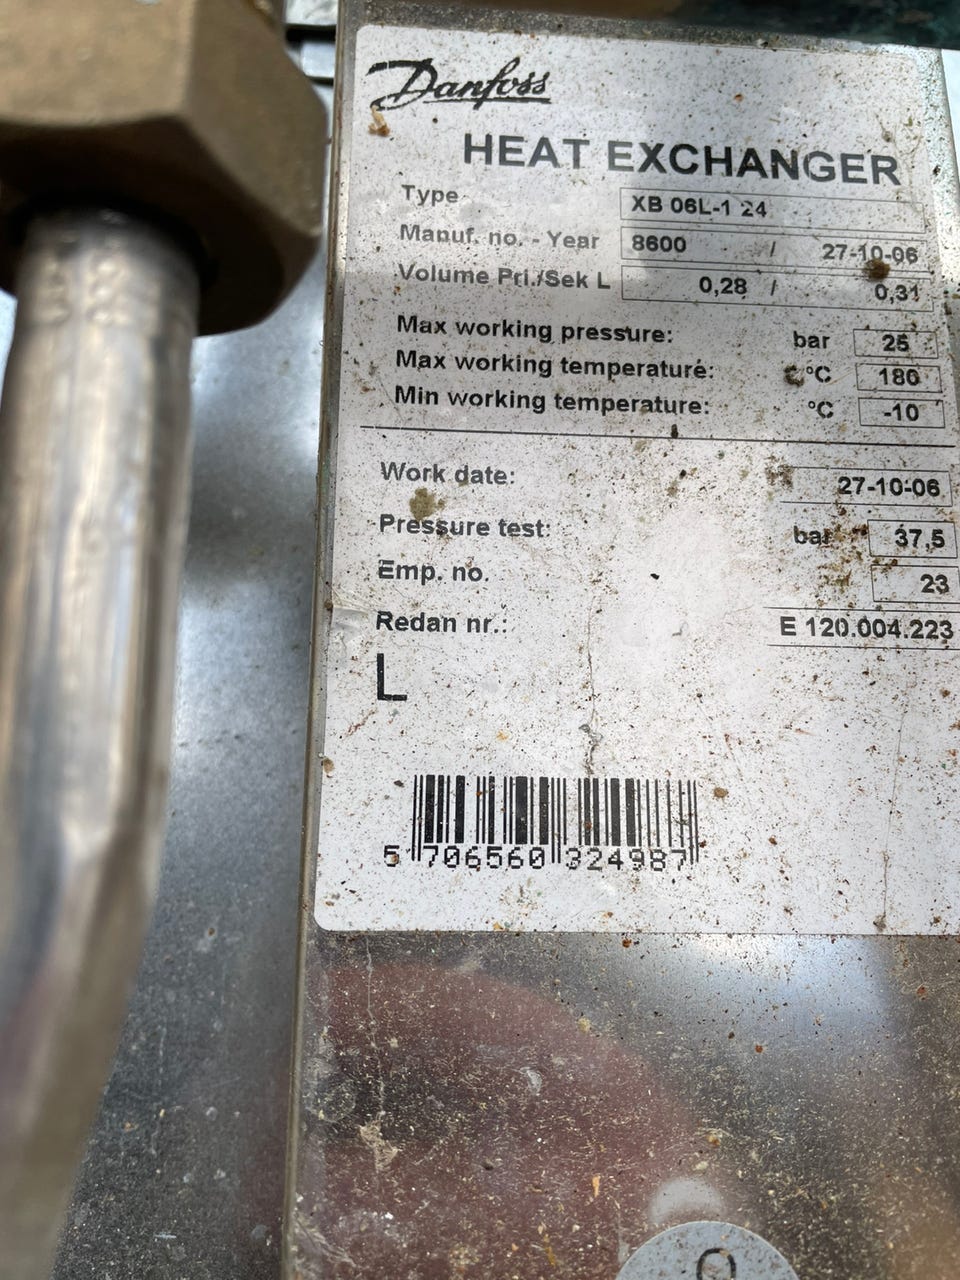 Danfoss
HEAT EXCHANGER
Type XB 06L-1 24
Manuf. no. - Year 8600 / 27-10-06
Volume Pri./Sek L 0,28 / 0,31
Max working pressure: bar 25
Max working temperature: °C 180
Min working temperature: °C -10
Work date: 27-10-06
Pressure test: bar 37,5
Emp. no. 23
Redan nr.: E 120.004.223
L
5 706560 324987